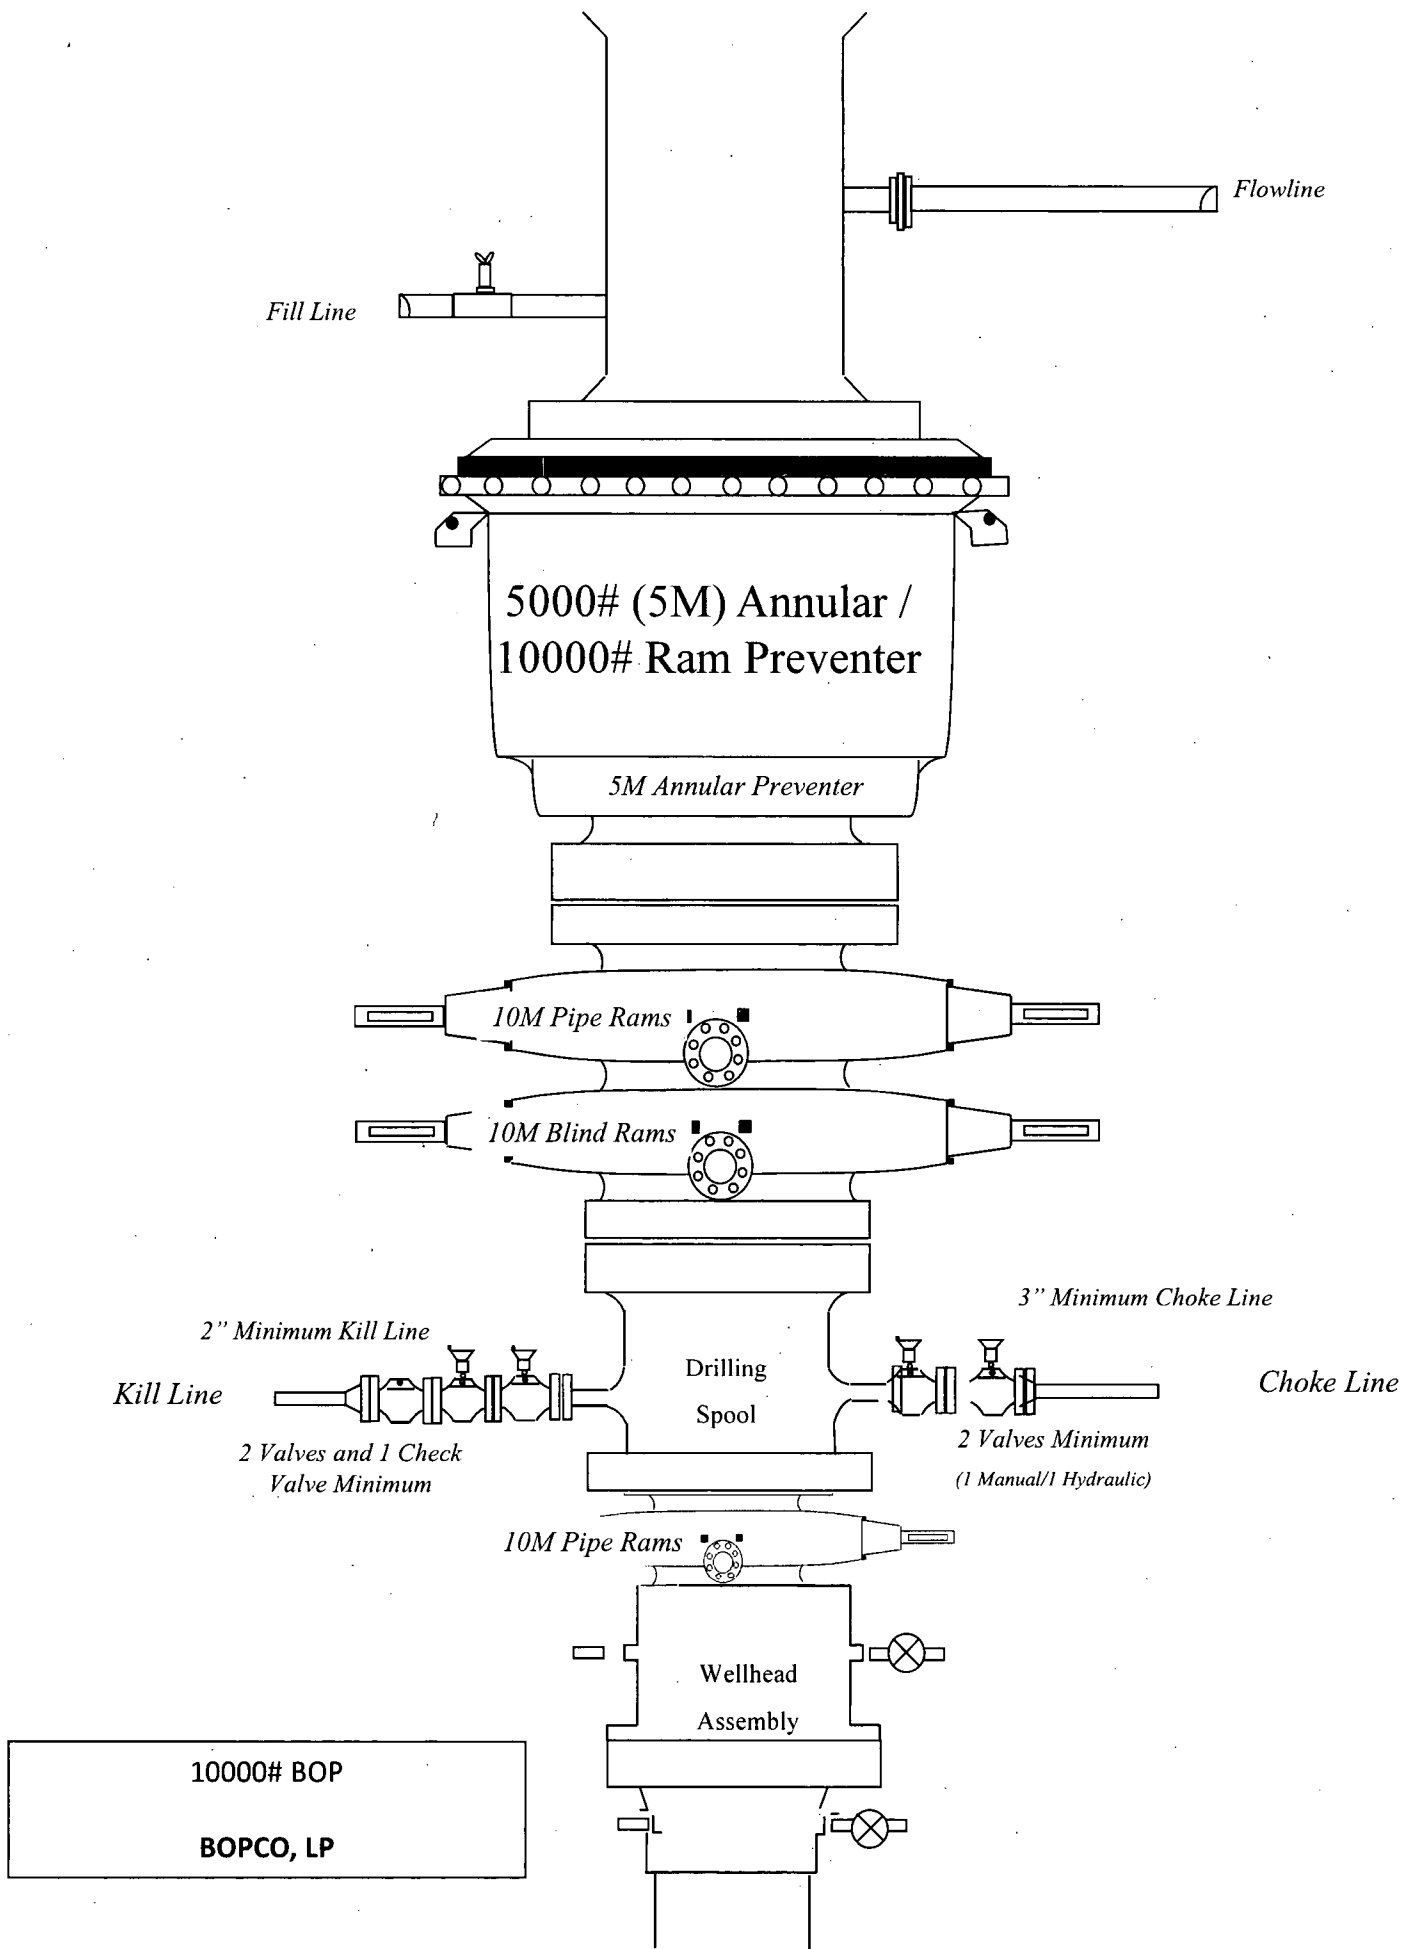 Flowline
Fill Line
5000# (5M) Annular /
10000# Ram Preventer
5M Annular Preventer
10M Pipe Rams
10M Blind Rams
3” Minimum Choke Line
2” Minimum Kill Line
Drilling
Spool
Kill Line
Choke Line
2 Valves and 1 Check
Valve Minimum
2 Valves Minimum
(1 Manual/1 Hydraulic)
10M Pipe Rams
Wellhead
Assembly
10000# BOP
BOPCO, LP